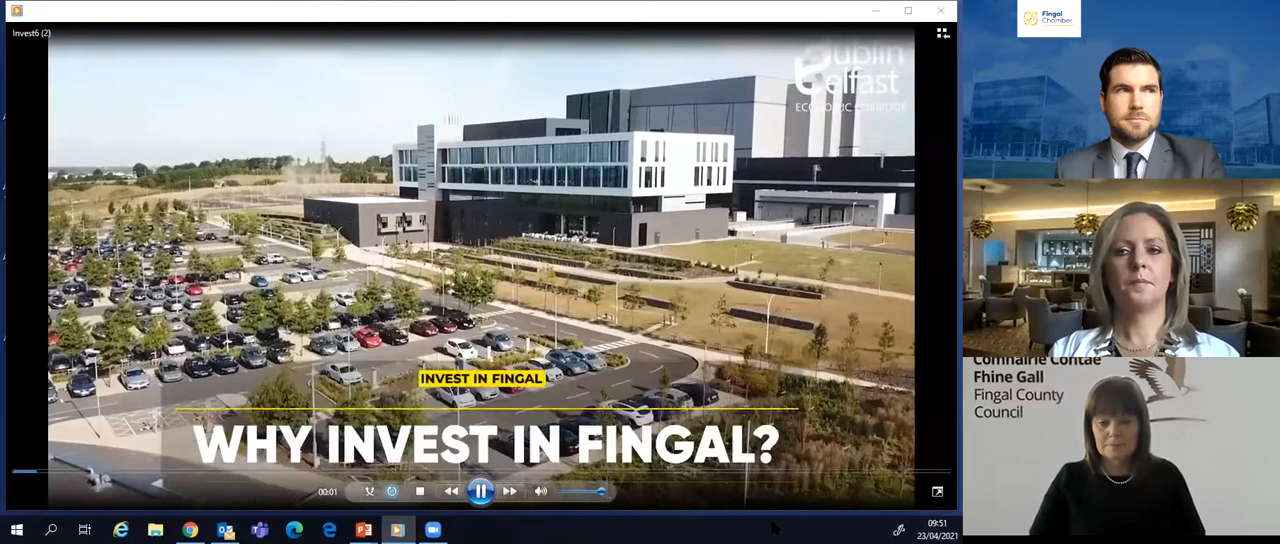 Invest6 (2)
Dublin
Belfast
ECONOMIC CORRIDOR
INVEST IN FINGAL
WHY INVEST IN FINGAL?
00:01
09:51
23/04/2021
Fingal
Chamber
Comhairle Contae
Fhine Gall
Fingal County
Council